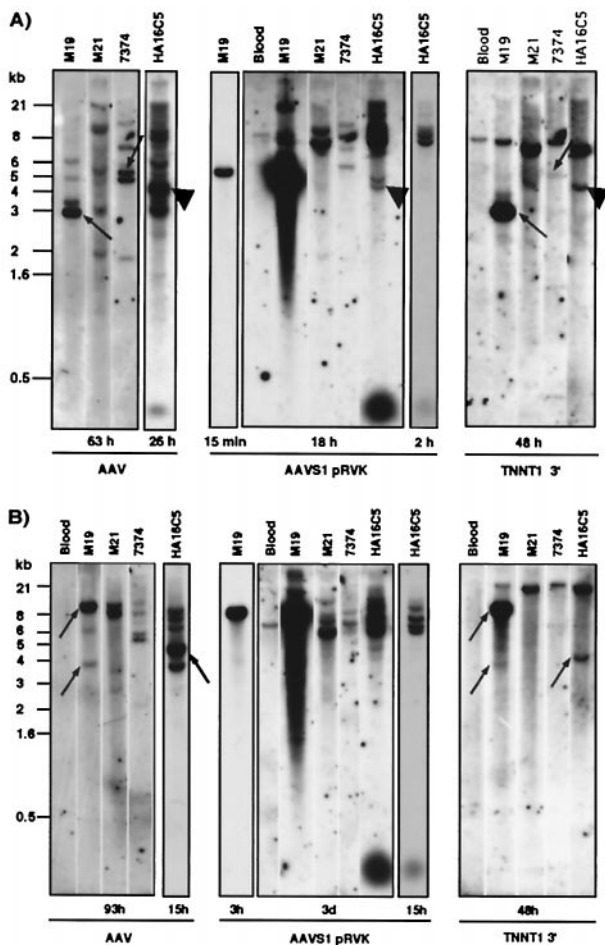 A)
M19 M21 7374 HA16C5 M19 Blood M19 M21 7374 HA16C5 HA16C5 Blood M19 M21 7374 HA16C5
kb
21
8
6
5
4
3
2
1.6
0.5
63 h 26 h 15 min 18 h 2 h 48 h
AAV AAVS1 pRVK TNNT1 3'
B)
Blood M19 M21 7374 HA16C5 M19 Blood M19 M21 7374 HA16C5 HA16C5 Blood M19 M21 7374 HA16C5
kb
21
8
6
5
4
3
2
1.6
0.5
93h 15h 3h 3d 15h 48h
AAV AAVS1 pRVK TNNT1 3'